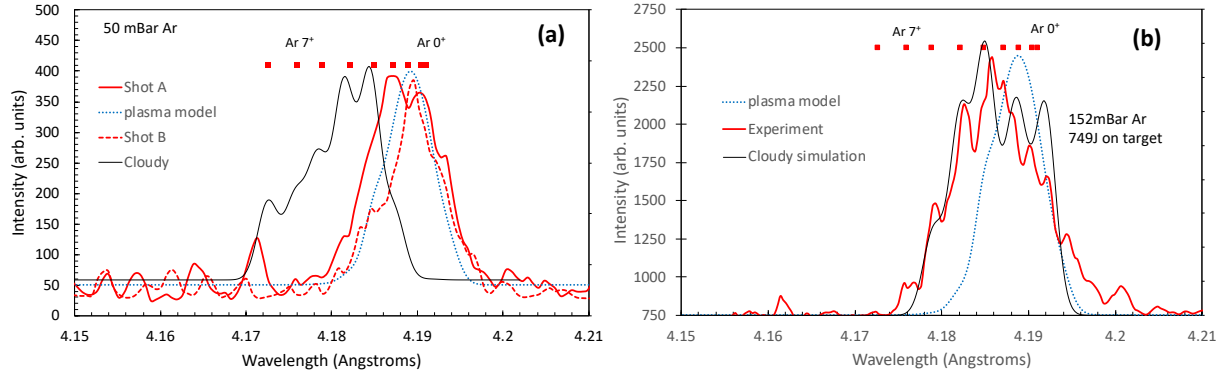 50 mBar Ar
(a)
Ar 7+
Ar 0+
Shot A
plasma model
Shot B
Cloudy
Intensity (arb. units)
500
450
400
350
300
250
200
150
100
50
0
4.15
4.16
4.17
4.18
4.19
4.2
4.21
Wavelength (Angstroms)
(b)
Ar 7+
Ar 0+
plasma model
Experiment
Cloudy simulation
152mBar Ar
749J on target
Intensity (arb. units)
2750
2500
2250
2000
1750
1500
1250
1000
750
4.15
4.16
4.17
4.18
4.19
4.2
4.21
Wavelength (Angstroms)